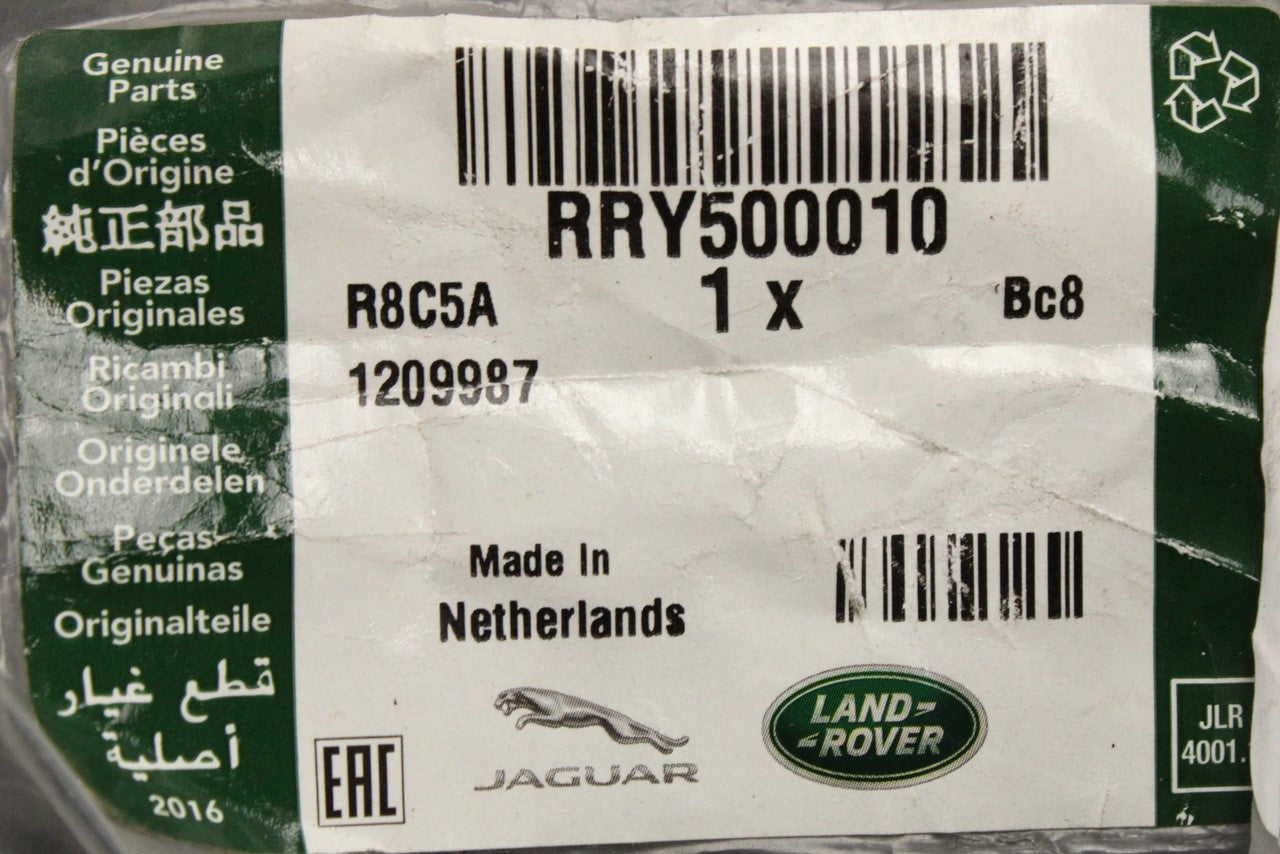 Genuine
Parts
Pièces
d'Origine
純正部品
Piezas
Originales
Ricambi
Originali
Originele
Onderdelen
Peças
Genuinas
Originalteile
قطع غيار
أصلية
2016
RRY500010
R8C5A 1 x Bc8
1209987
Made In
Netherlands
EAC
JAGUAR
LAND-
-ROVER
JLR
4001.